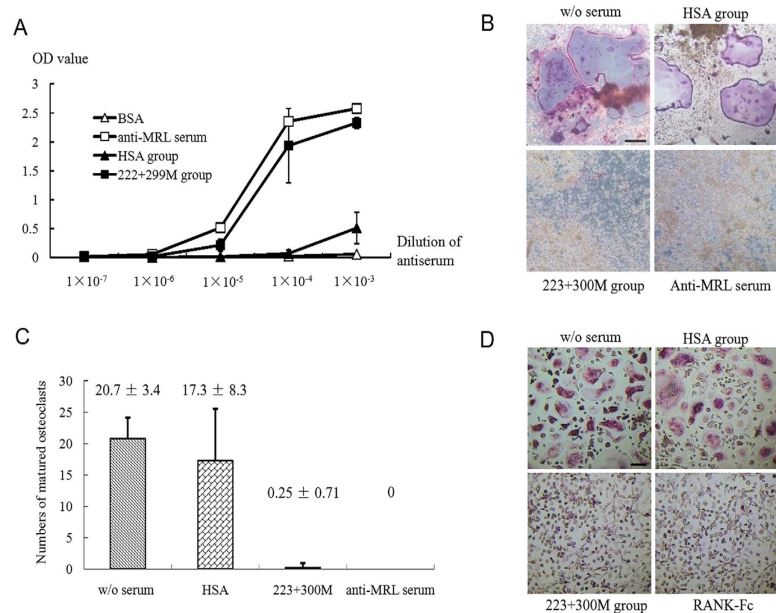 A
OD value
3
2.5
2
1.5
1
0.5
0
BSA
anti-MRL serum
HSA group
222+299M group
Dilution of
antiserum
1×10-7
1×10-6
1×10-5
1×10-4
1×10-3
B
w/o serum
HSA group
223+300M group
Anti-MRL serum
C
Numbers of matured osteoclasts
30
25
20
15
10
5
0
20.7 ± 3.4
17.3 ± 8.3
0.25 ± 0.71
0
w/o serum
HSA
223+300M
anti-MRL serum
D
w/o serum
HSA group
223+300M group
RANK-Fc